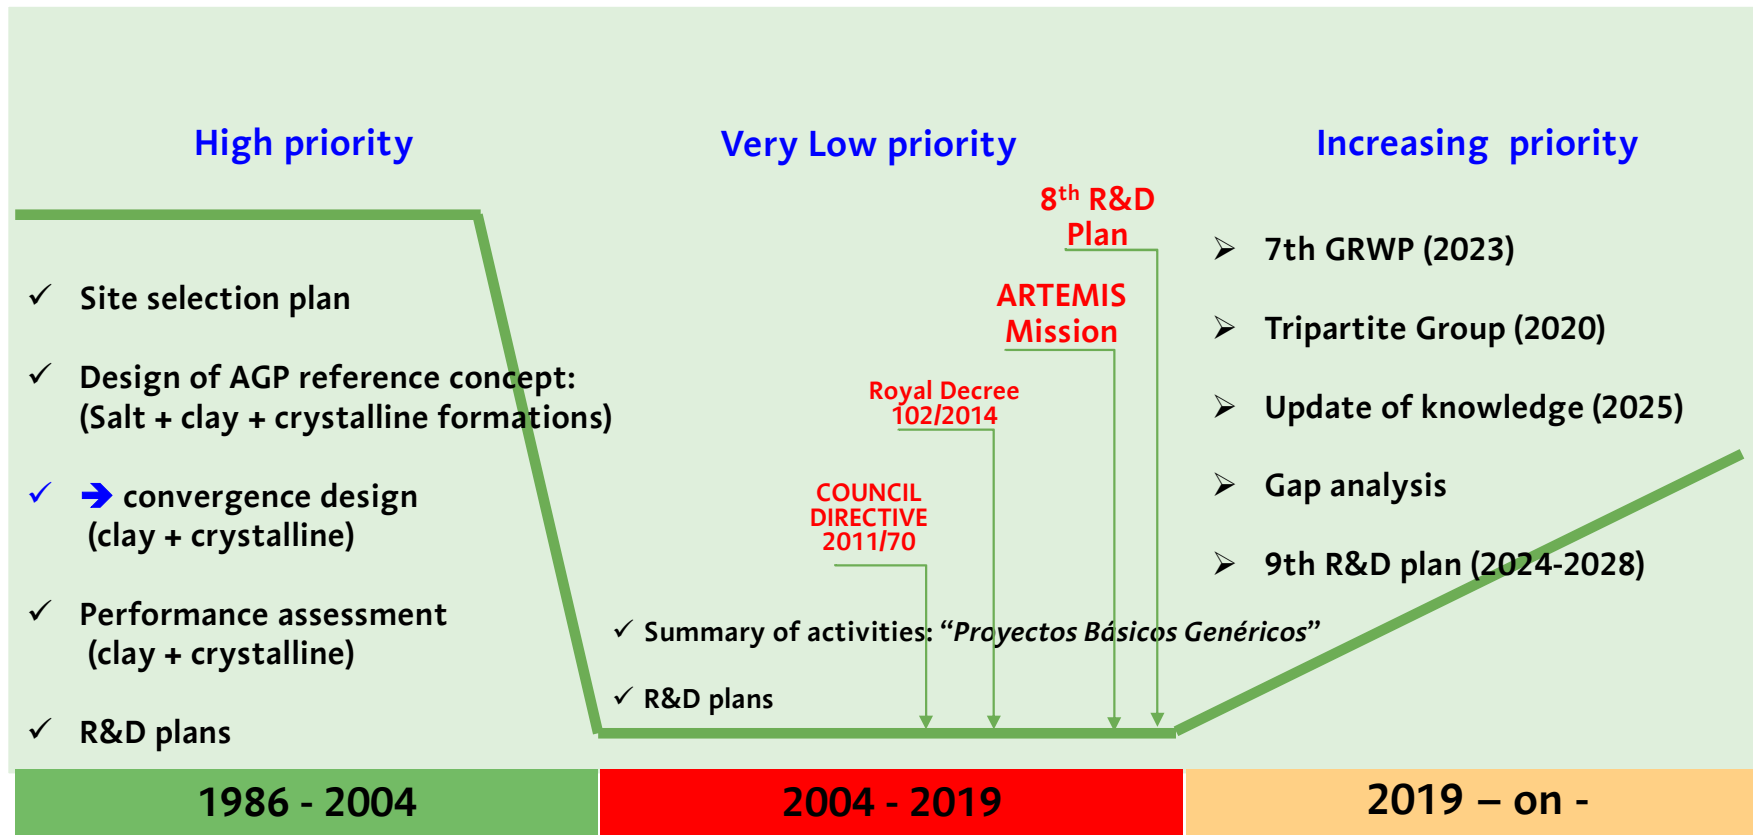 High priority
✓ Site selection plan
✓ Design of AGP reference concept:
(Salt + clay + crystalline formations)
✓ ➔ convergence design
(clay + crystalline)
✓ Performance assessment
(clay + crystalline)
✓ R&D plans
1986 - 2004
Very Low priority
8th R&D
Plan
ARTEMIS
Mission
Royal Decree
102/2014
COUNCIL
DIRECTIVE
2011/70
✓ Summary of activities: “Proyectos Básicos Genéricos”
✓ R&D plans
2004 - 2019
Increasing priority
➢ 7th GRWP (2023)
➢ Tripartite Group (2020)
➢ Update of knowledge (2025)
➢ Gap analysis
➢ 9th R&D plan (2024-2028)
2019 – on -